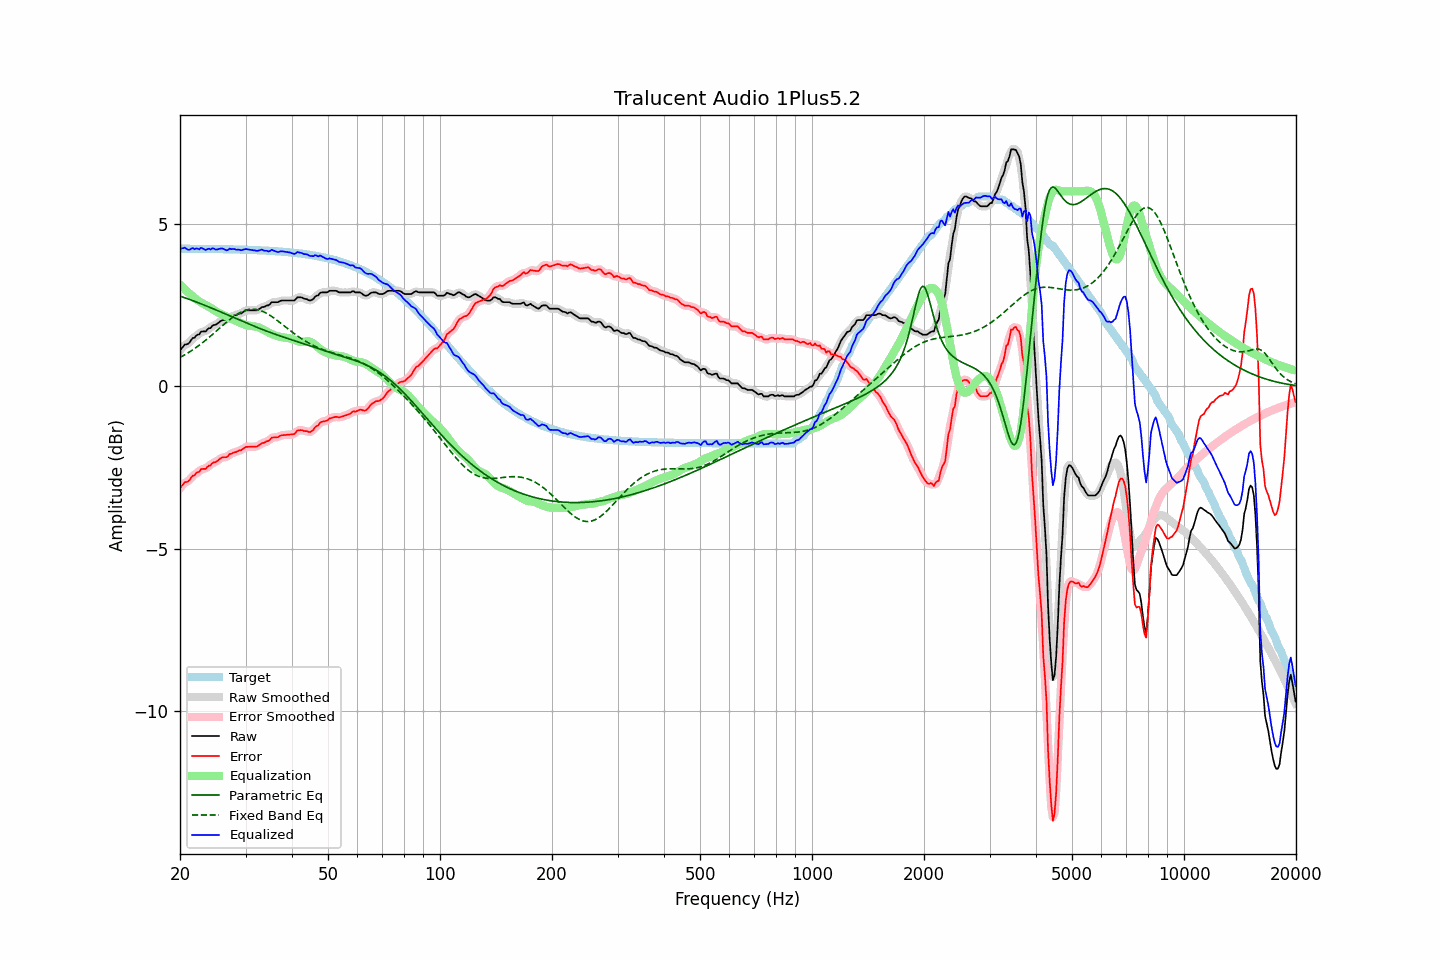 Tralucent Audio 1Plus5.2
Amplitude (dBr)
5
0
−5
−10
Target
Raw Smoothed
Error Smoothed
Raw
Error
Equalization
Parametric Eq
Fixed Band Eq
Equalized
20 50 100 200 500 1000 2000 5000 10000 20000
Frequency (Hz)